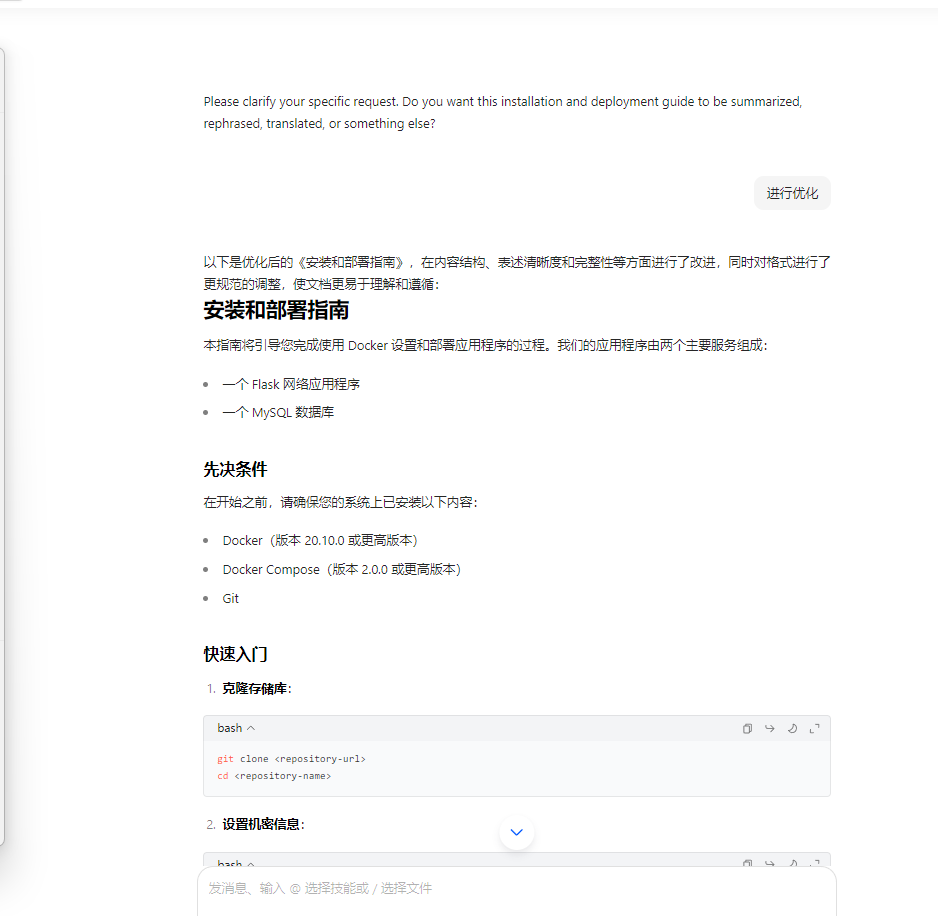 Please clarify your specific request. Do you want this installation and deployment guide to be summarized,
rephrased, translated, or something else?
进行优化
以下是优化后的《安装和部署指南》，在内容结构、表述清晰度和完整性等方面进行了改进，同时对格式进行了
更规范的调整，使文档更易于理解和遵循：
安装和部署指南
本指南将引导您完成使用 Docker 设置和部署应用程序的过程。我们的应用程序由两个主要服务组成：
一个 Flask 网络应用程序
一个 MySQL 数据库
先决条件
在开始之前，请确保您的系统上已安装以下内容：
Docker（版本 20.10.0 或更高版本）
Docker Compose（版本 2.0.0 或更高版本）
Git
快速入门
1. 克隆存储库：
bash
git clone <repository-url>
cd <repository-name>
2. 设置机密信息：
bash
发消息、输入 @ 选择技能或 / 选择文件